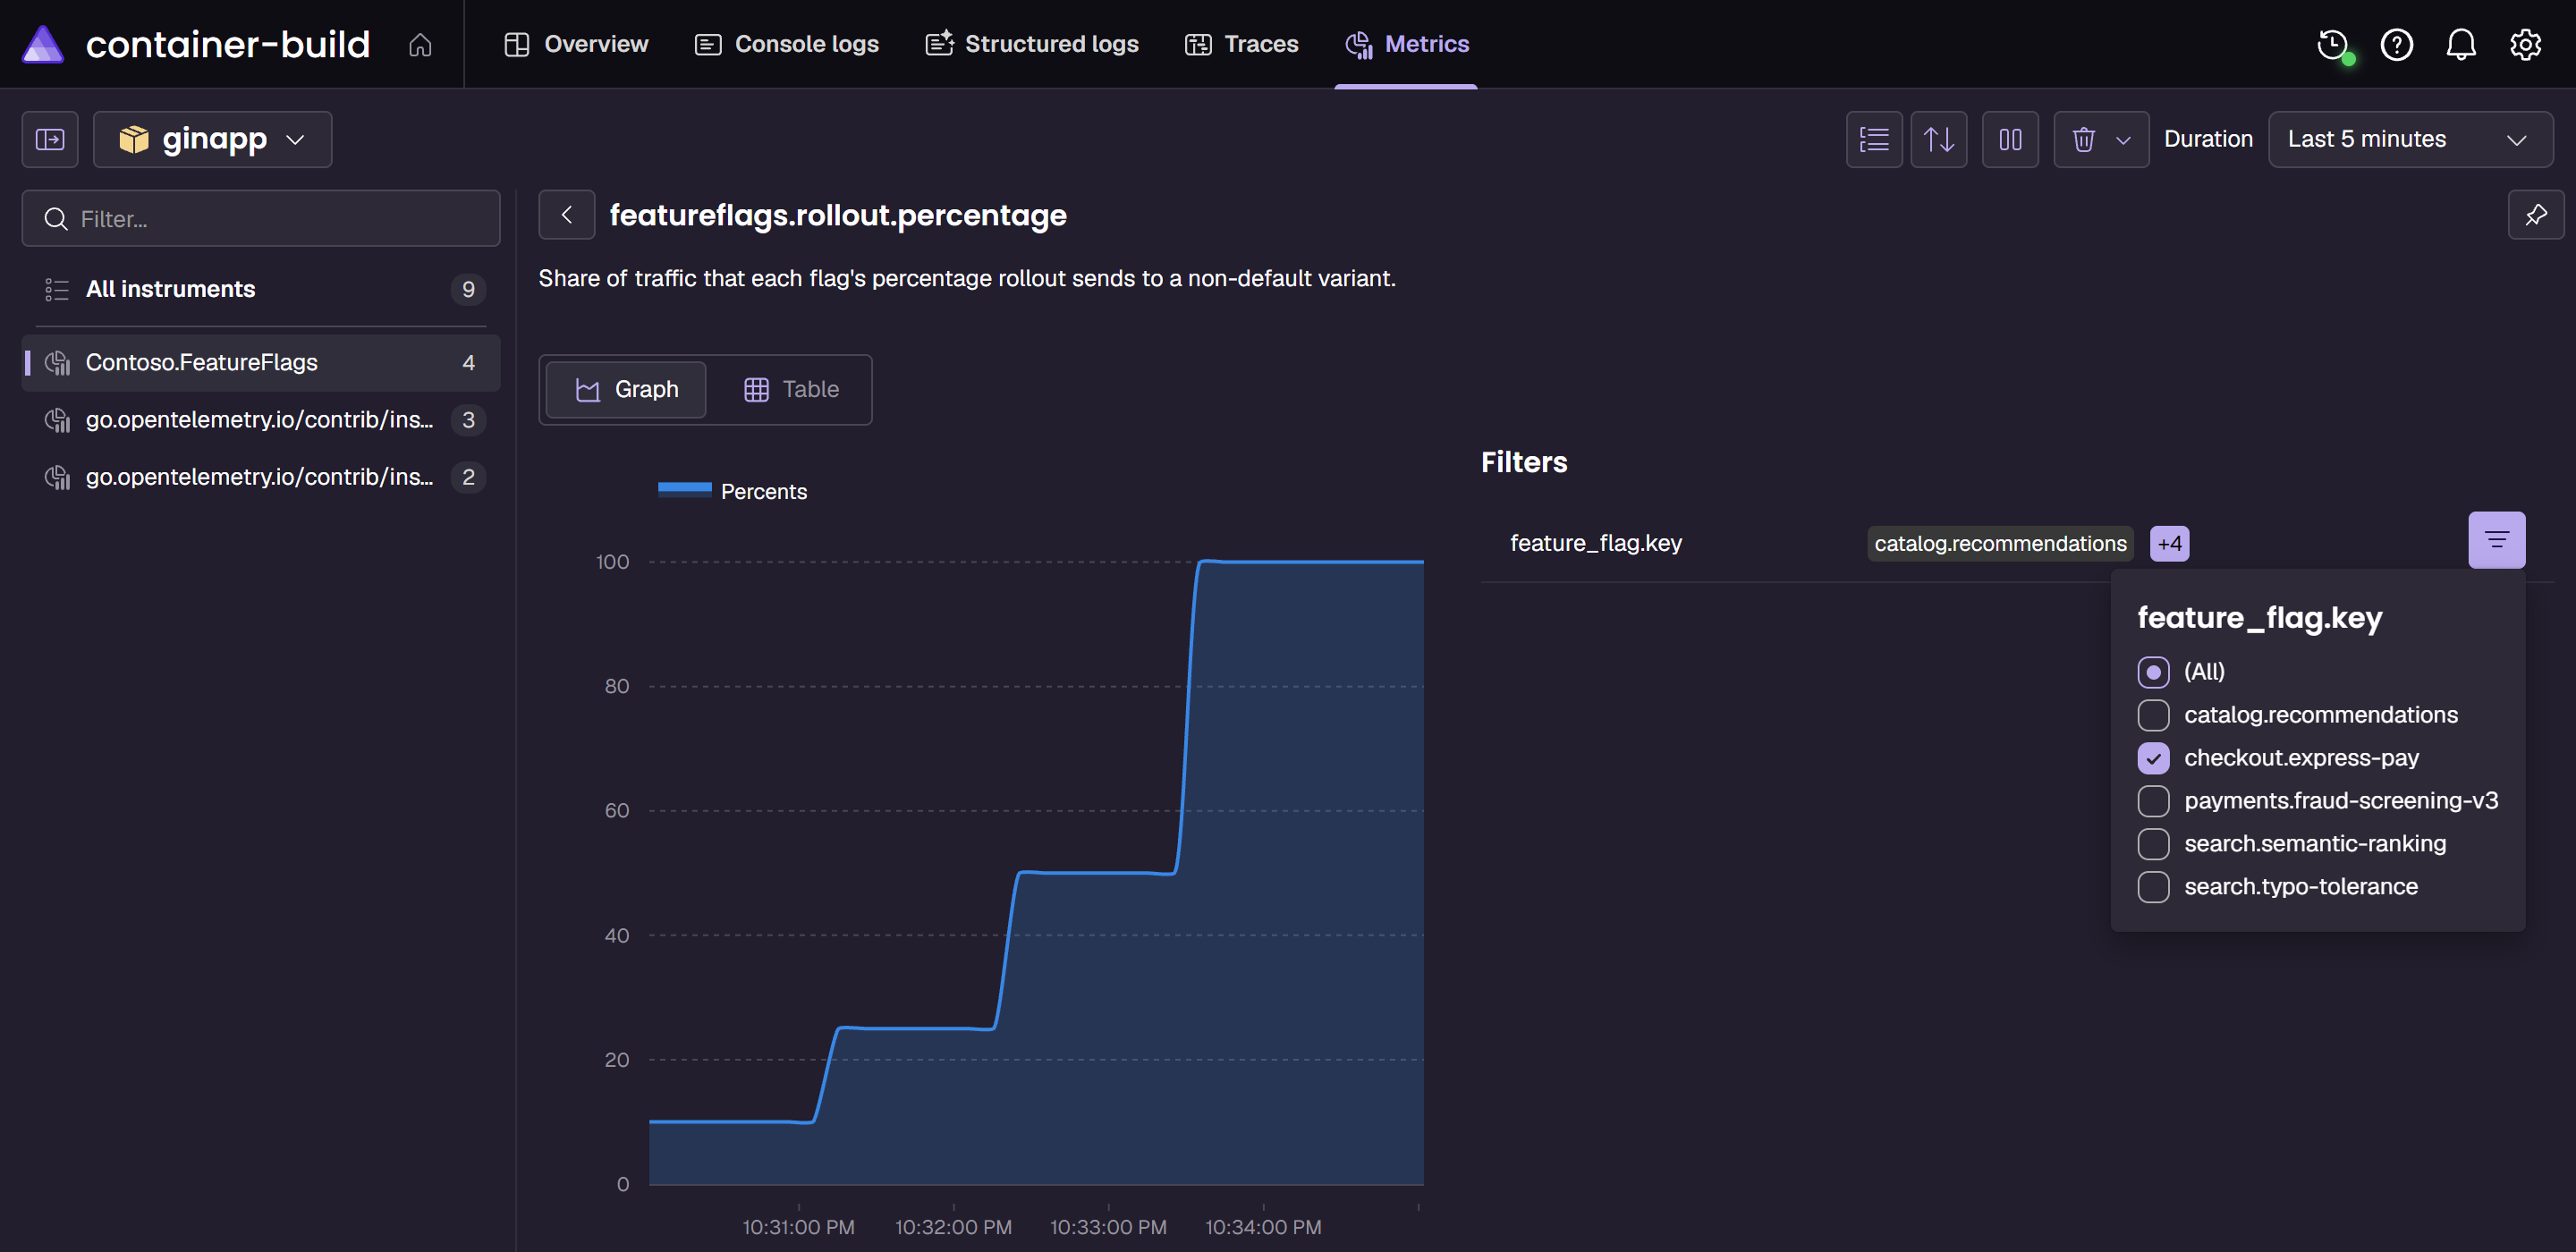 container-build
Overview
Console logs
Structured logs
Traces
Metrics
ginapp
Duration
Last 5 minutes
Filter...
All instruments
9
Contoso.FeatureFlags
4
go.opentelemetry.io/contrib/ins...
3
go.opentelemetry.io/contrib/ins...
2
featureflags.rollout.percentage
Share of traffic that each flag's percentage rollout sends to a non-default variant.
Graph
Table
Percents
100
80
60
40
20
0
10:31:00 PM
10:32:00 PM
10:33:00 PM
10:34:00 PM
Filters
feature_flag.key
catalog.recommendations
+4
feature_flag.key
(All)
catalog.recommendations
checkout.express-pay
payments.fraud-screening-v3
search.semantic-ranking
search.typo-tolerance